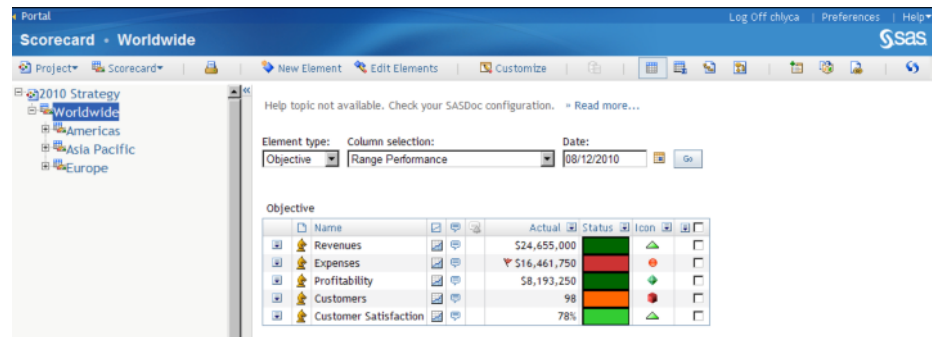 Portal
Log Off chlyca | Preferences | Help
Scorecard • Worldwide
sas
Project Scorecard New Element Edit Elements Customize
2010 Strategy
Worldwide
Americas
Asia Pacific
Europe
Help topic not available. Check your SASDoc configuration. » Read more...
Element type: Column selection: Date:
Objective Range Performance 08/12/2010 Go
Objective
Name Actual Status Icon
Revenues $24,655,000
Expenses $16,461,750
Profitability $8,193,250
Customers 98
Customer Satisfaction 78%